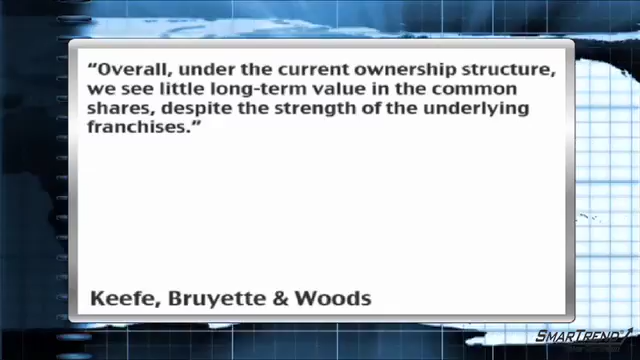 “Overall, under the current ownership structure,
we see little long-term value in the common
shares, despite the strength of the underlying
franchises.”
Keefe, Bruyette & Woods
SMARTREND